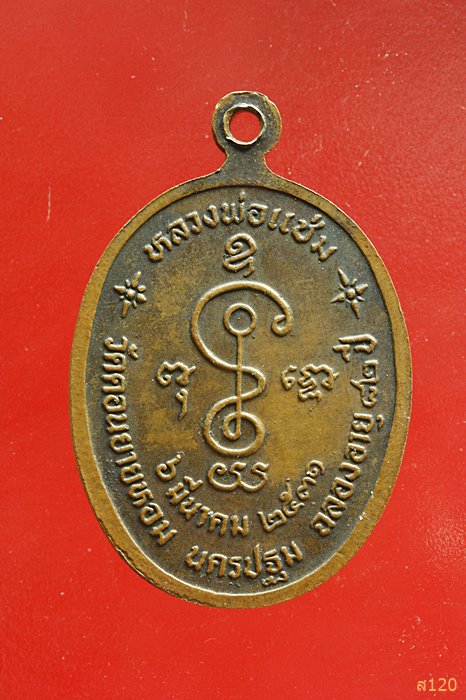 หลวงพ่อแช่ม
๖ มีนาคม ๒๕๓๑
วัดดอนยายหอม นครปฐม ฉลองอายุ ๘๒ ปี
ส120